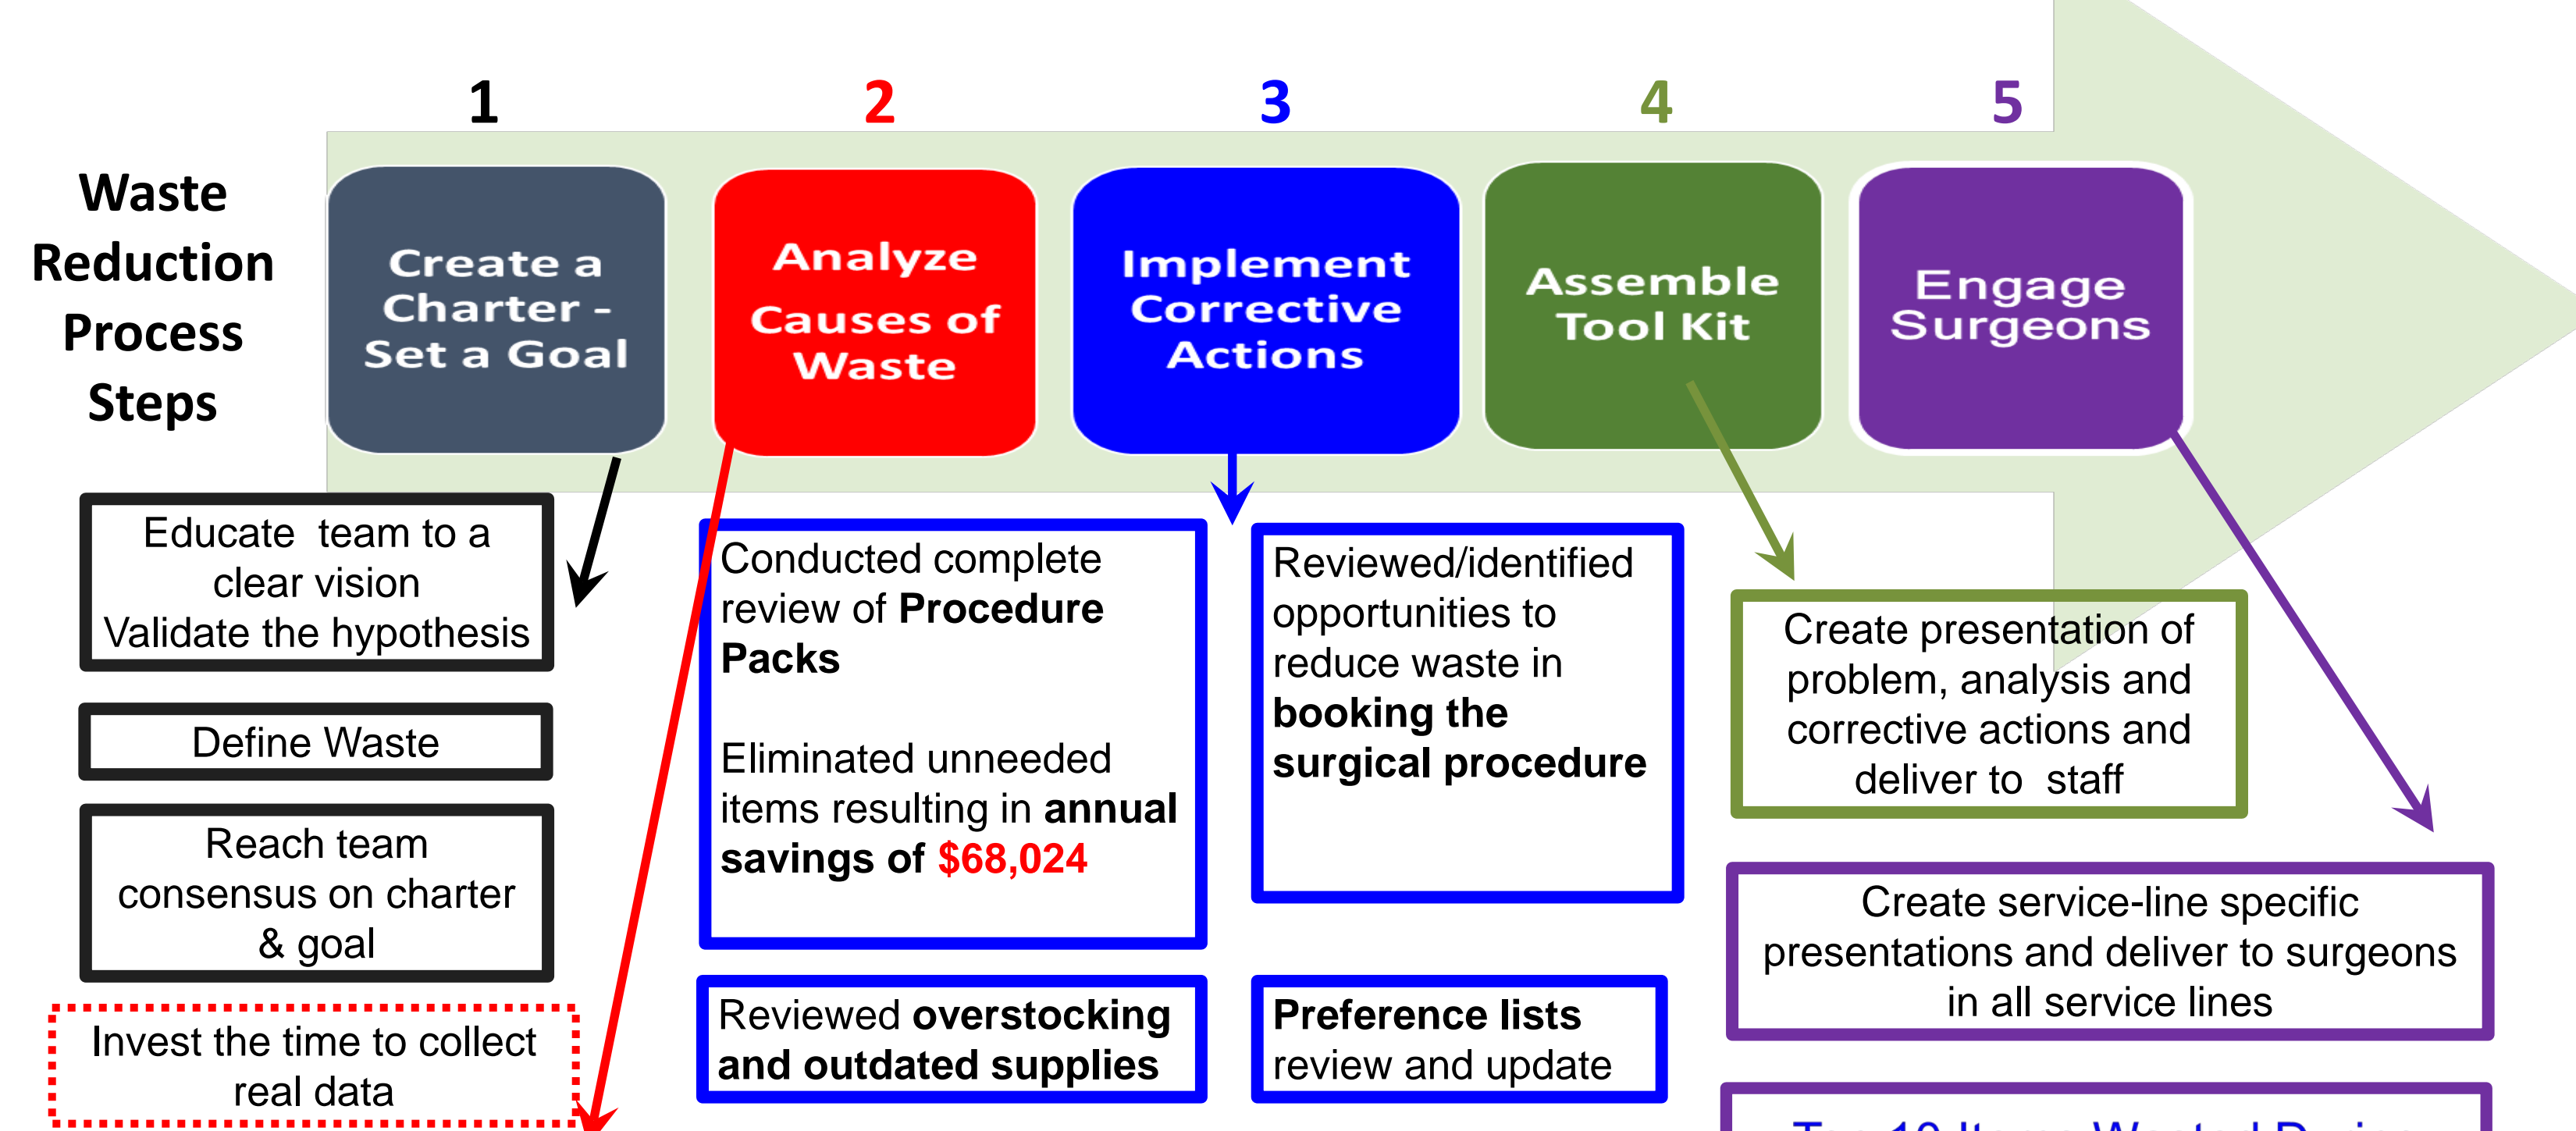 1
2
3
4
5
Waste
Reduction
Process
Steps
Create a
Charter -
Set a Goal
Analyze
Causes of
Waste
Implement
Corrective
Actions
Assemble
Tool Kit
Engage
Surgeons
Educate  team to a
clear vision
Validate the hypothesis
Define Waste
Reach team
consensus on charter
& goal
Invest the time to collect
real data
Conducted complete
review of Procedure
Packs
Eliminated unneeded
items resulting in annual
savings of $68,024
Reviewed overstocking
and outdated supplies
Reviewed/identified
opportunities to
reduce waste in
booking the
surgical procedure
Preference lists
review and update
Create presentation of
problem, analysis and
corrective actions and
deliver to  staff
Create service-line specific
presentations and deliver to surgeons
in all service lines
Top 10 Items Wasted During